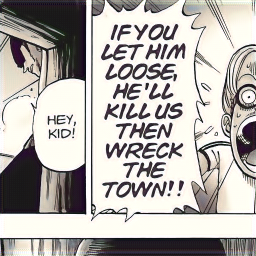 HEY,
KID!
IF YOU
LET HIM
LOOSE,
HE'LL
KILL US
THEN
WRECK
THE
TOWN!!